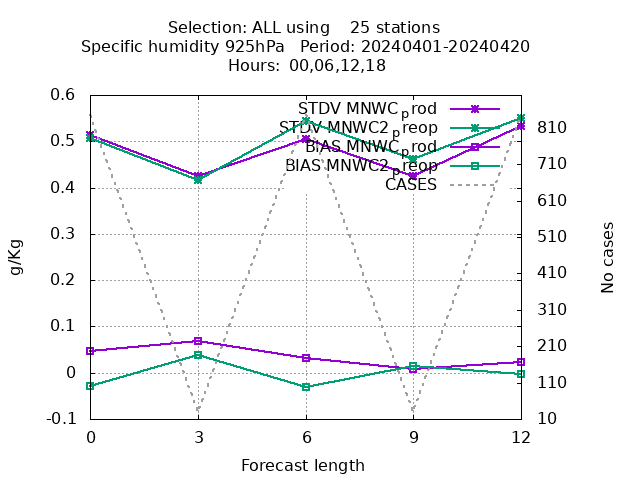 Selection: ALL using    25 stations
Specific humidity 925hPa   Period: 20240401-20240420
Hours: 00,06,12,18
STDV MNWC_prod
STDV MNWC2_preop
BIAS MNWC_prod
BIAS MNWC2_preop
CASES
0.6
0.5
0.4
0.3
0.2
0.1
0
-0.1
g/Kg
810
710
610
510
410
310
210
110
10
No cases
0 3 6 9 12
Forecast length